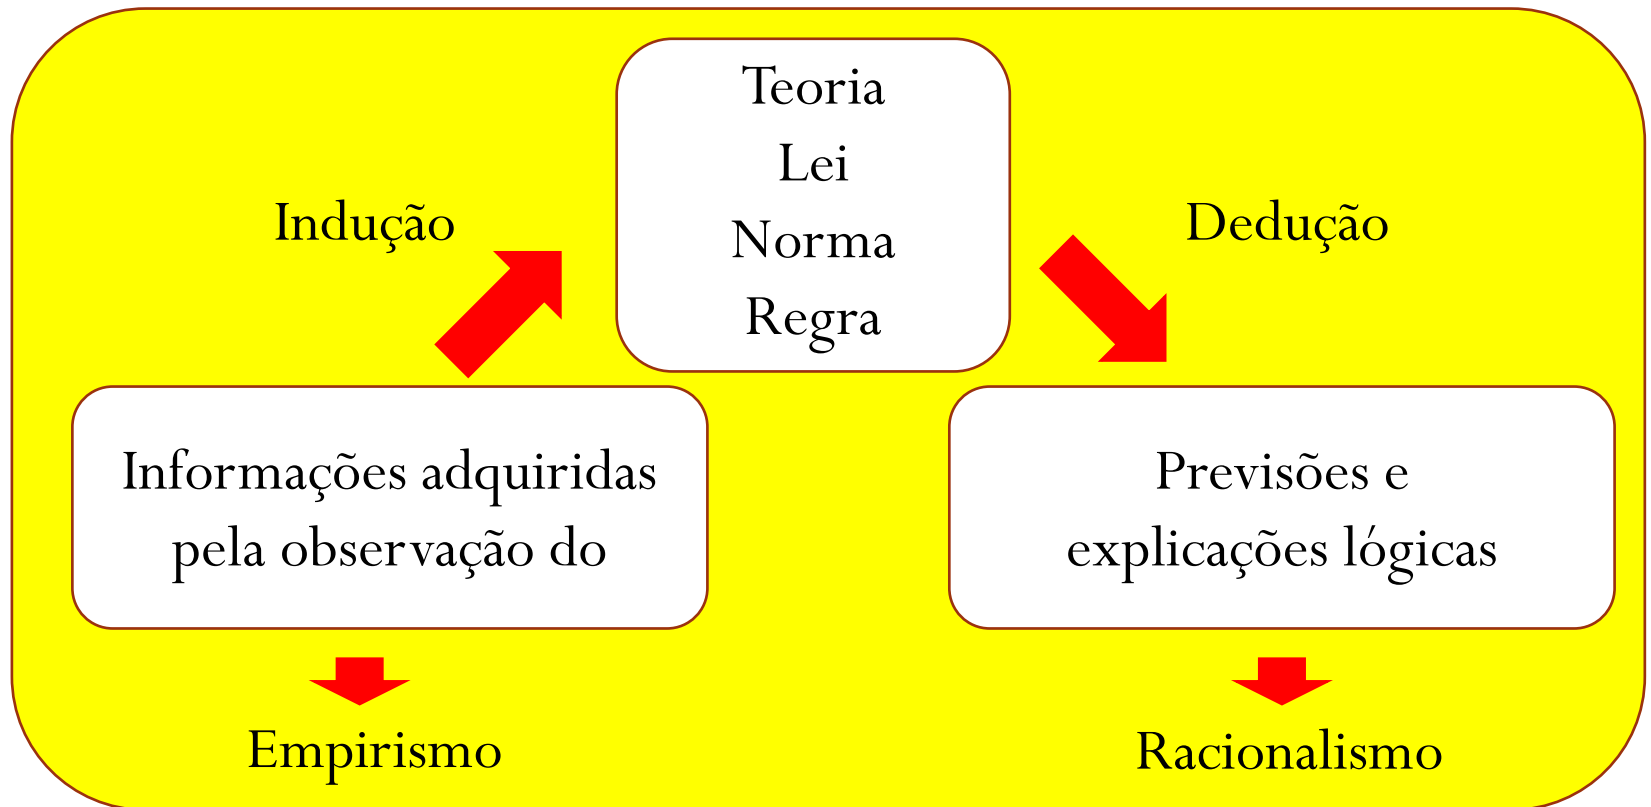 Teoria
Lei
Norma
Regra
Indução
Dedução
Informações adquiridas
pela observação do
Previsões e
explicações lógicas
Empirismo
Racionalismo